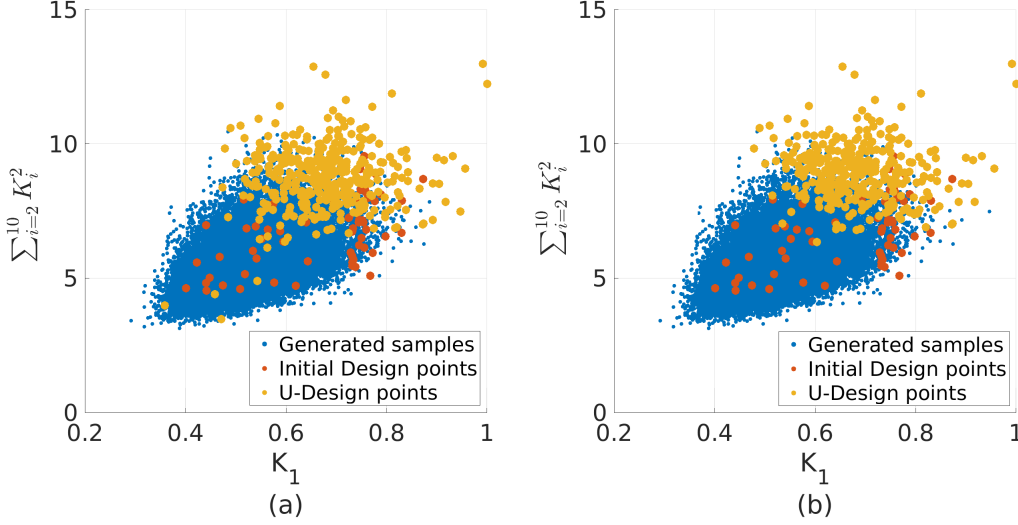 15
10
5
0
∑_{i=2}^{10} K_i^2
Generated samples
Initial Design points
U-Design points
0.2 0.4 0.6 0.8 1
K_1
(a)
15
10
5
0
∑_{i=2}^{10} K_i^2
Generated samples
Initial Design points
U-Design points
0.2 0.4 0.6 0.8 1
K_1
(b)